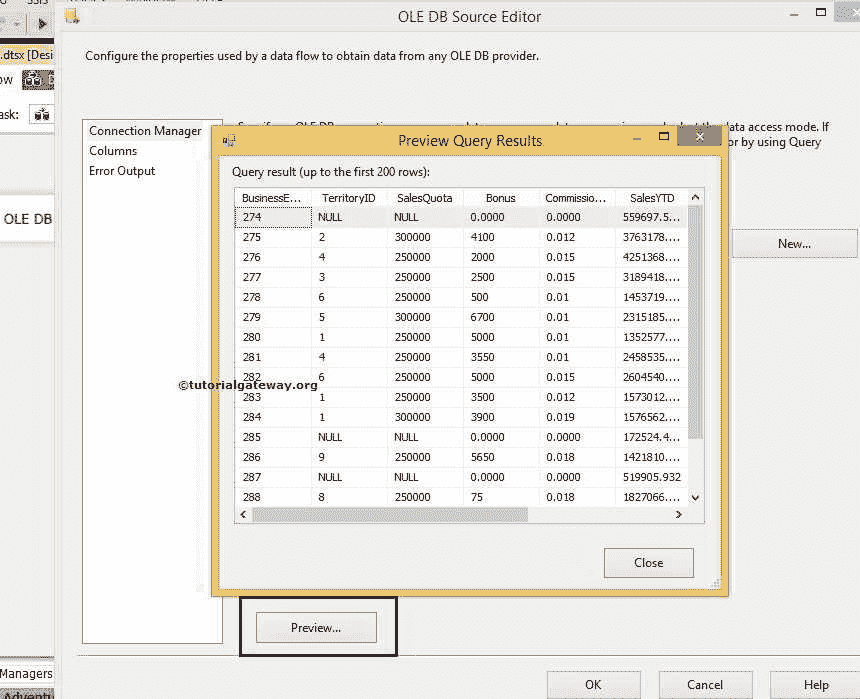 SSIS
OLE DB Source Editor
.dtsx [Desi
Configure the properties used by a data flow to obtain data from any OLE DB provider.
ow
ask:
Connection Manager
Columns
Error Output
data access mode. If
or by using Query
Preview Query Results
Query result (up to the first 200 rows):
BusinessE... TerritoryID SalesQuota Bonus Commissio... SalesYTD
274 NULL NULL 0.0000 0.0000 559697.5...
275 2 300000 4100 0.012 3763178....
276 4 250000 2000 0.015 4251368....
277 3 250000 2500 0.015 3189418....
278 6 250000 500 0.01 1453719....
279 5 300000 6700 0.01 2315185....
280 1 250000 5000 0.01 1352577....
281 4 250000 3550 0.01 2458535....
282 6 250000 5000 0.015 2604540....
283 1 250000 3500 0.012 1573012....
284 1 300000 3900 0.019 1576562....
285 NULL NULL 0.0000 0.0000 172524.4...
286 9 250000 5650 0.018 1421810....
287 NULL NULL 0.0000 0.0000 519905.932
288 8 250000 75 0.018 1827066....
©tutorialgateway.org
OLE DB
New...
Close
Preview...
Managers
Adventu
OK Cancel Help